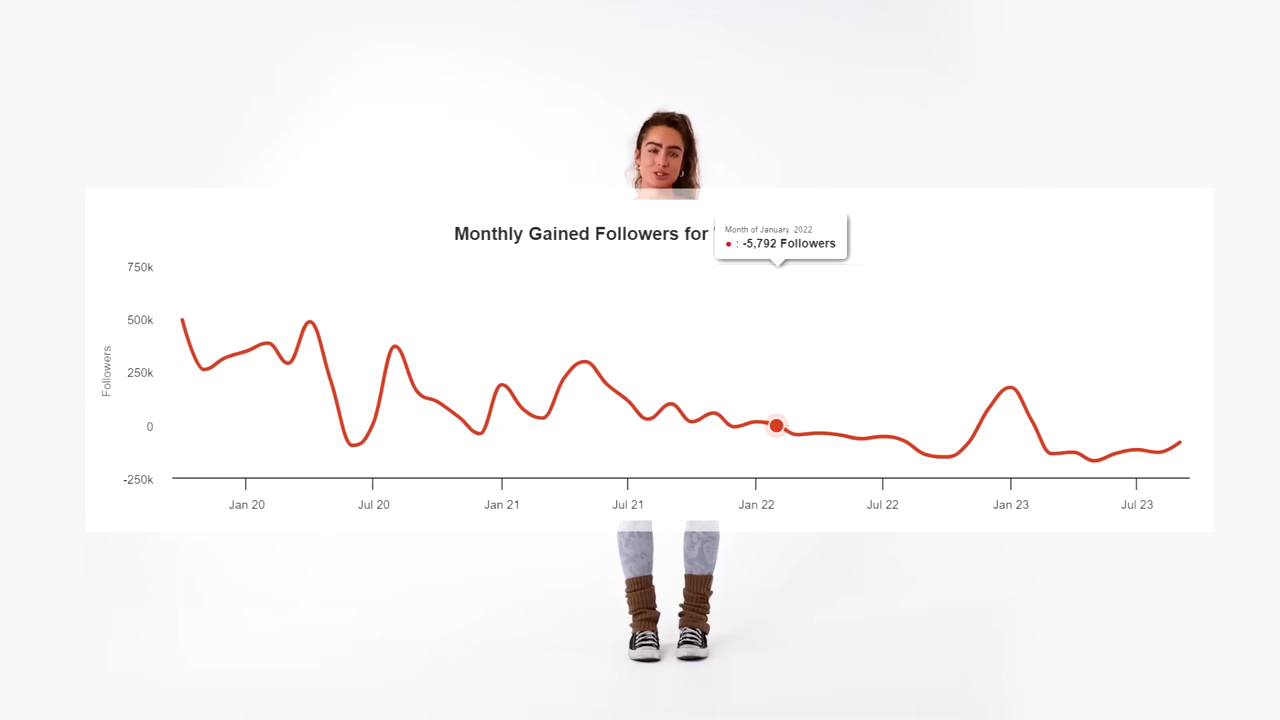 Monthly Gained Followers for
Month of January, 2022
● : -5,792 Followers
750k
500k
250k
0
-250k
Followers
Jan 20
Jul 20
Jan 21
Jul 21
Jan 22
Jul 22
Jan 23
Jul 23